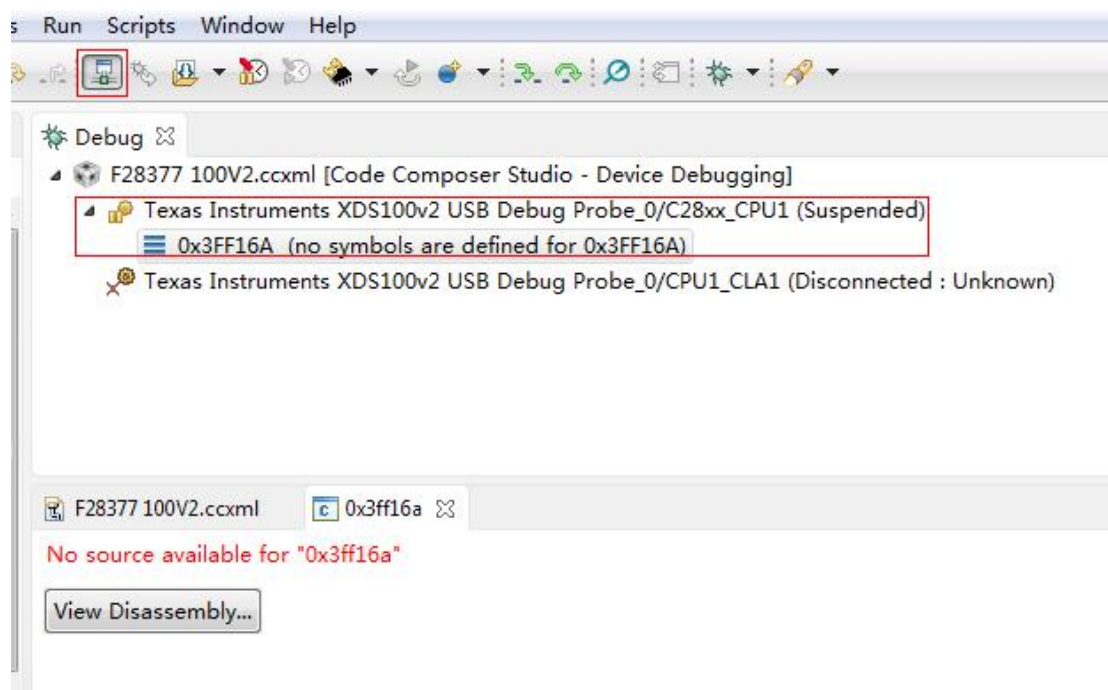 s Run Scripts Window Help
Debug
F28377 100V2.ccxml [Code Composer Studio - Device Debugging]
Texas Instruments XDS100v2 USB Debug Probe_0/C28xx_CPU1 (Suspended)
0x3FF16A (no symbols are defined for 0x3FF16A)
Texas Instruments XDS100v2 USB Debug Probe_0/CPU1_CLA1 (Disconnected : Unknown)
F28377 100V2.ccxml 0x3ff16a
No source available for "0x3ff16a"
View Disassembly...